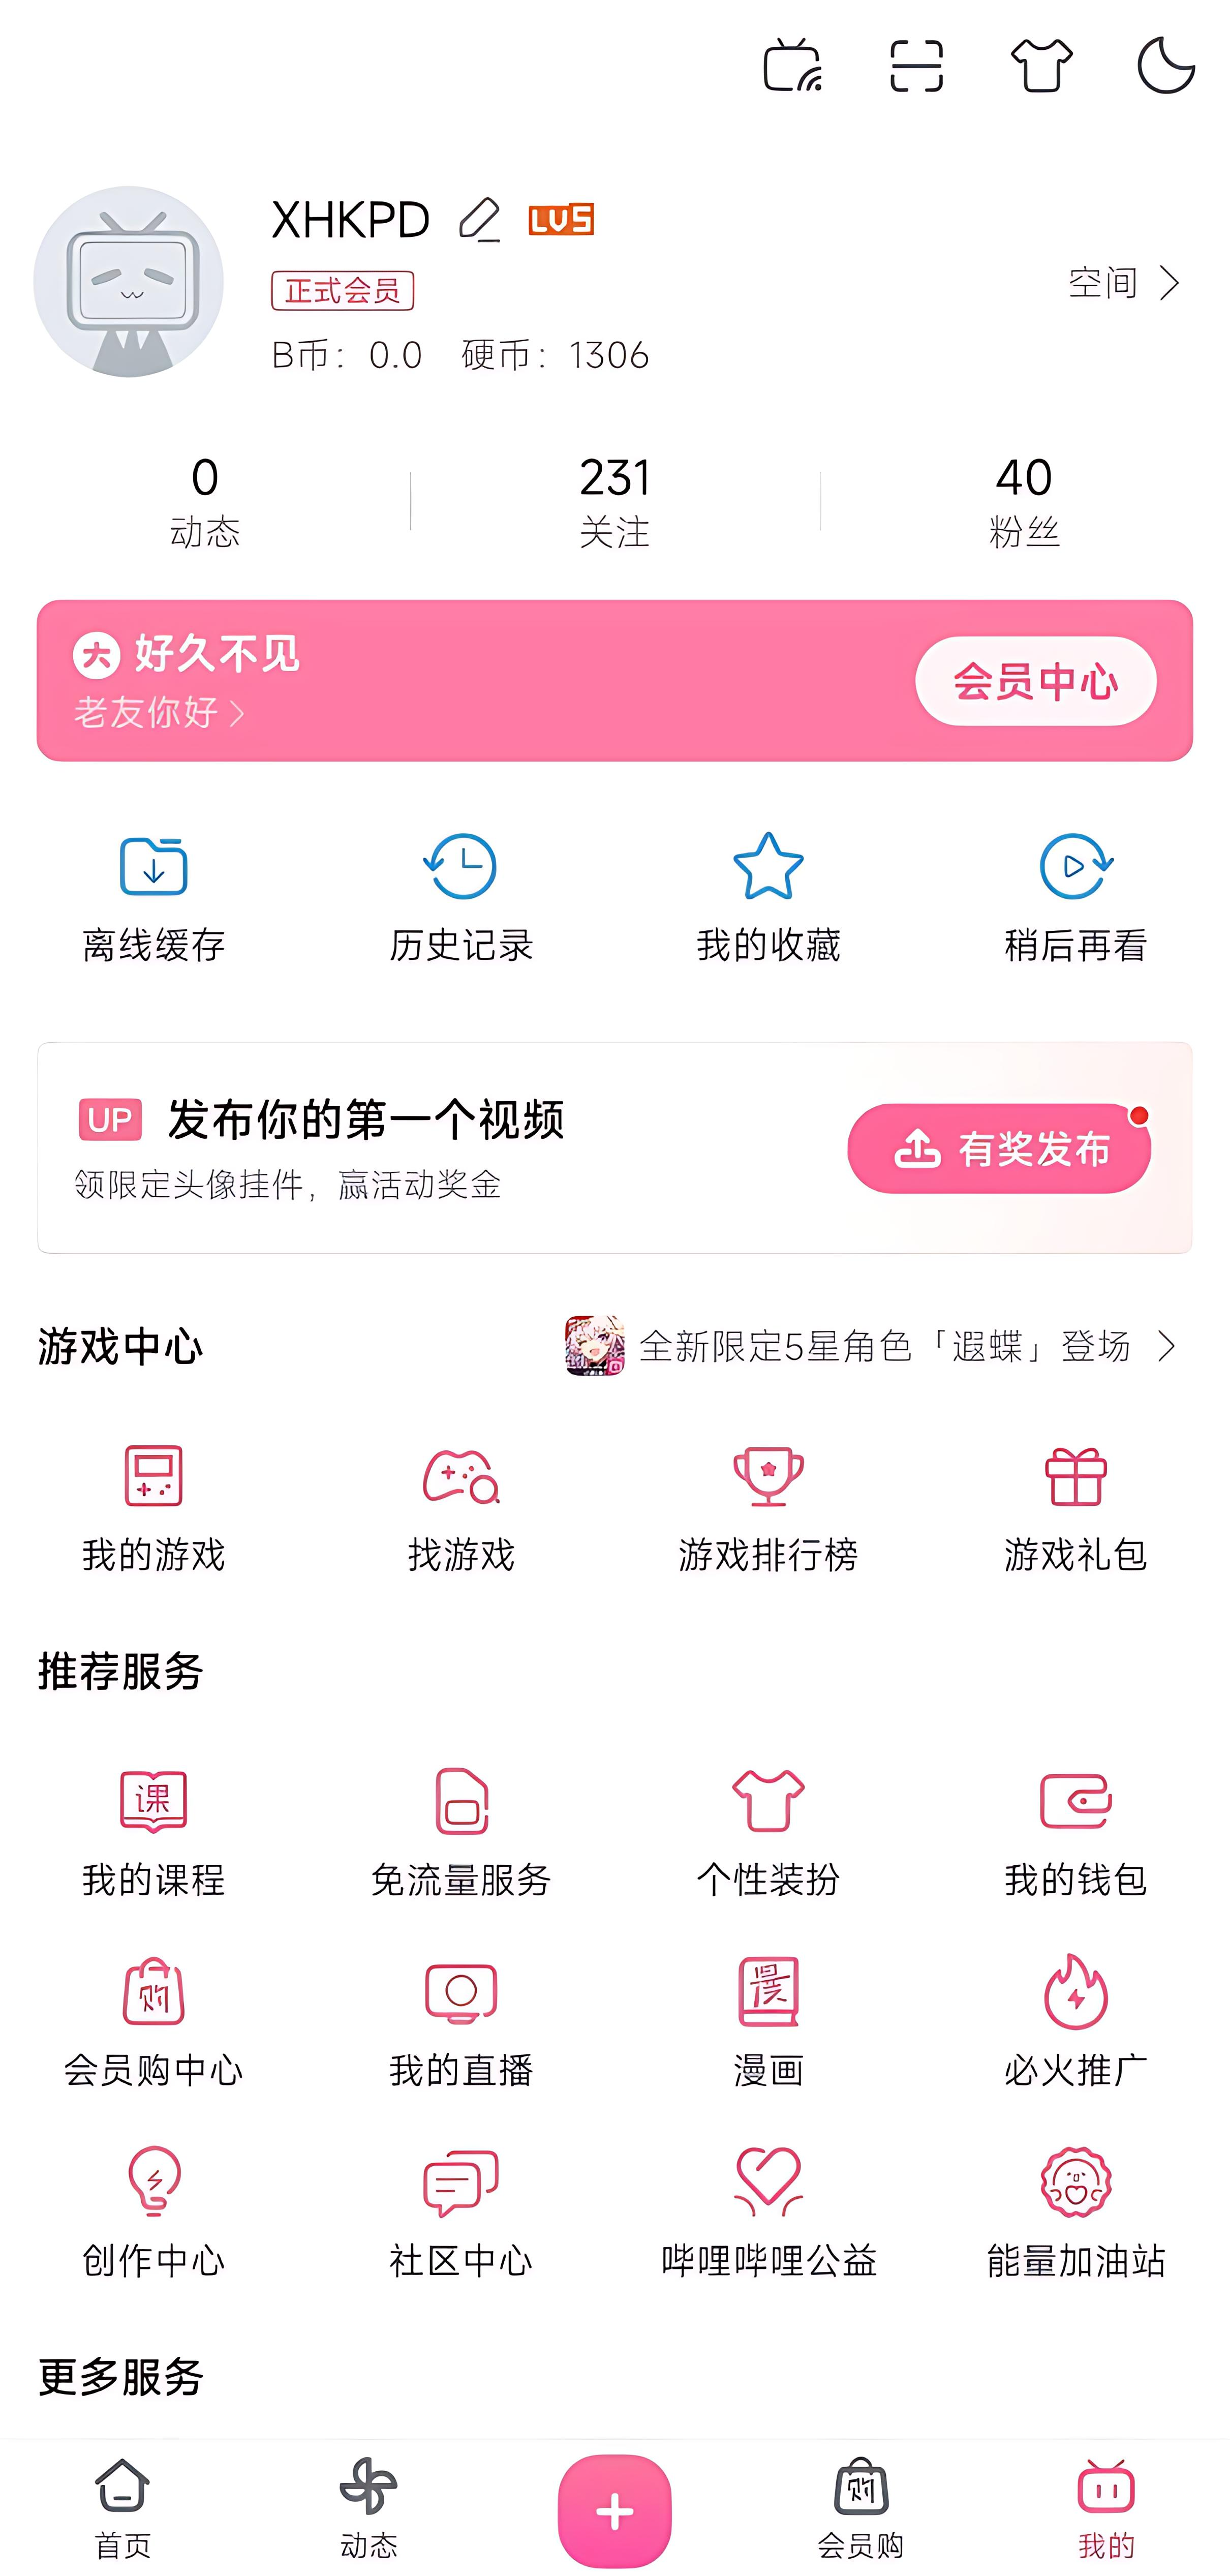 XHKPD LV5
正式会员
B币：0.0 硬币：1306
空间
0 231 40
动态 关注 粉丝
大 好久不见
老友你好
会员中心
离线缓存 历史记录 我的收藏 稍后再看
UP 发布你的第一个视频
领限定头像挂件，赢活动奖金
有奖发布
游戏中心 全新限定5星角色「遐蝶」登场
我的游戏 找游戏 游戏排行榜 游戏礼包
推荐服务
课
我的课程 免流量服务 个性装扮 我的钱包
购 漫
会员购中心 我的直播 漫画 必火推广
创作中心 社区中心 哔哩哔哩公益 能量加油站
更多服务
购
首页 动态 会员购 我的